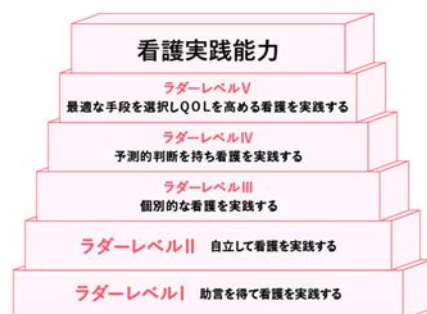 看護実践能力
ラダーレベルⅤ
最適な手段を選択しQOLを高める看護を実践する
ラダーレベルⅣ
予測的判断を持ち看護を実践する
ラダーレベルⅢ
個別的な看護を実践する
ラダーレベルⅡ 自立して看護を実践する
ラダーレベルⅠ 助言を得て看護を実践する